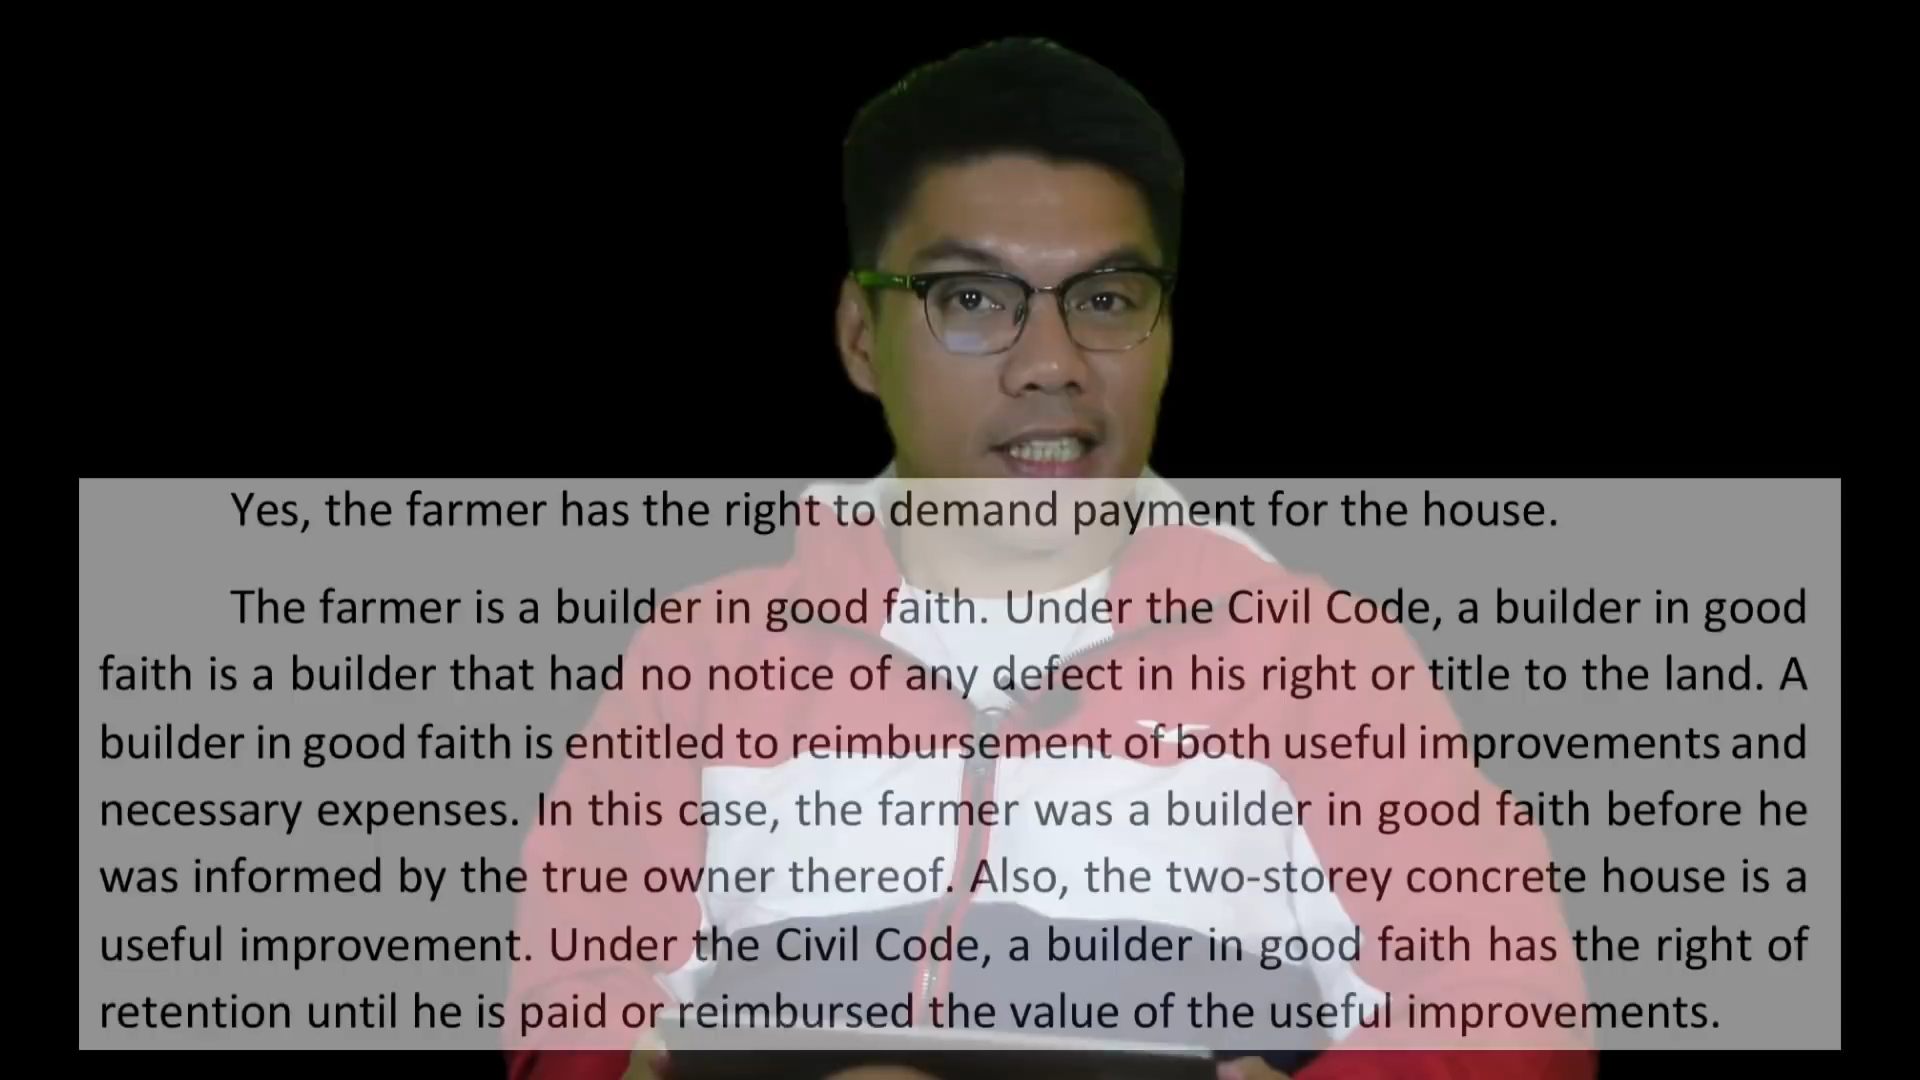 Yes, the farmer has the right to demand payment for the house.
The farmer is a builder in good faith. Under the Civil Code, a builder in good
faith is a builder that had no notice of any defect in his right or title to the land. A
builder in good faith is entitled to reimbursement of both useful improvements and
necessary expenses. In this case, the farmer was a builder in good faith before he
was informed by the true owner thereof. Also, the two-storey concrete house is a
useful improvement. Under the Civil Code, a builder in good faith has the right of
retention until he is paid or reimbursed the value of the useful improvements.